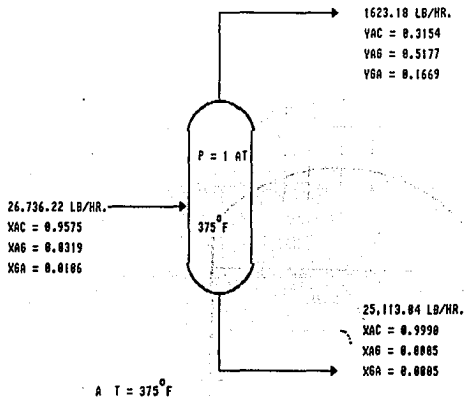 1623.18 LB/HR.
YAC = 0.3154
YAG = 0.5177
YGA = 0.1669
P = 1 AT
26.736.22 LB/HR.
XAC = 0.9575
XAG = 0.0319
XGA = 0.0106
375°F
25,113.04 LB/HR.
XAC = 0.9990
XAG = 0.0005
XGA = 0.0005
A T = 375°F